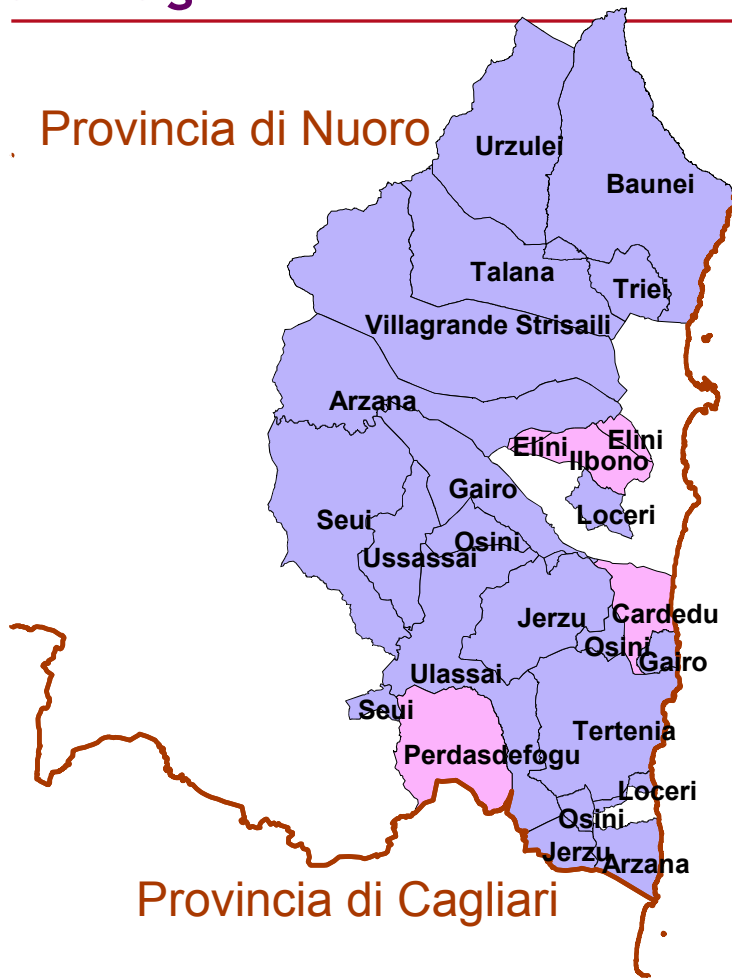 Provincia di Nuoro
Urzulei
Baunei
Talana
Triei
Villagrande Strisaili
Arzana
Elini
Elini
Ilbono
Gairo
Loceri
Seui
Osini
Ussassai
Jerzu
Cardedu
Osini
Gairo
Ulassai
Seui
Tertenia
Perdasdefogu
Loceri
Osini
Jerzu
Arzana
Provincia di Cagliari